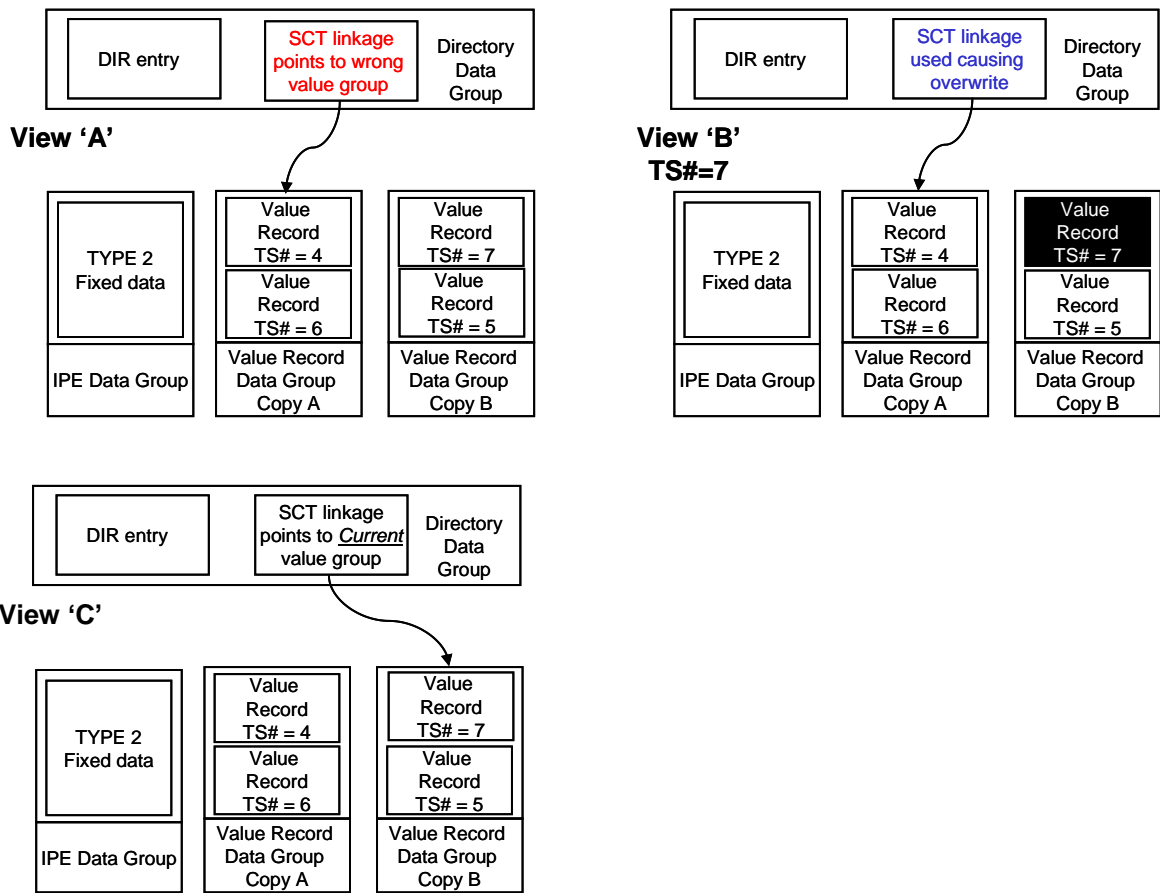 DIR entry
SCT linkage
points to wrong
value group
Directory
Data
Group
View ‘A’
TYPE 2
Fixed data
IPE Data Group
Value
Record
TS# = 4
Value
Record
TS# = 6
Value Record
Data Group
Copy A
Value
Record
TS# = 7
Value
Record
TS# = 5
Value Record
Data Group
Copy B
DIR entry
SCT linkage
used causing
overwrite
Directory
Data
Group
View ‘B’
TS#=7
TYPE 2
Fixed data
IPE Data Group
Value
Record
TS# = 4
Value
Record
TS# = 6
Value Record
Data Group
Copy A
Value
Record
TS# = 7
Value
Record
TS# = 5
Value Record
Data Group
Copy B
DIR entry
SCT linkage
points to Current
value group
Directory
Data
Group
View ‘C’
TYPE 2
Fixed data
IPE Data Group
Value
Record
TS# = 4
Value
Record
TS# = 6
Value Record
Data Group
Copy A
Value
Record
TS# = 7
Value
Record
TS# = 5
Value Record
Data Group
Copy B